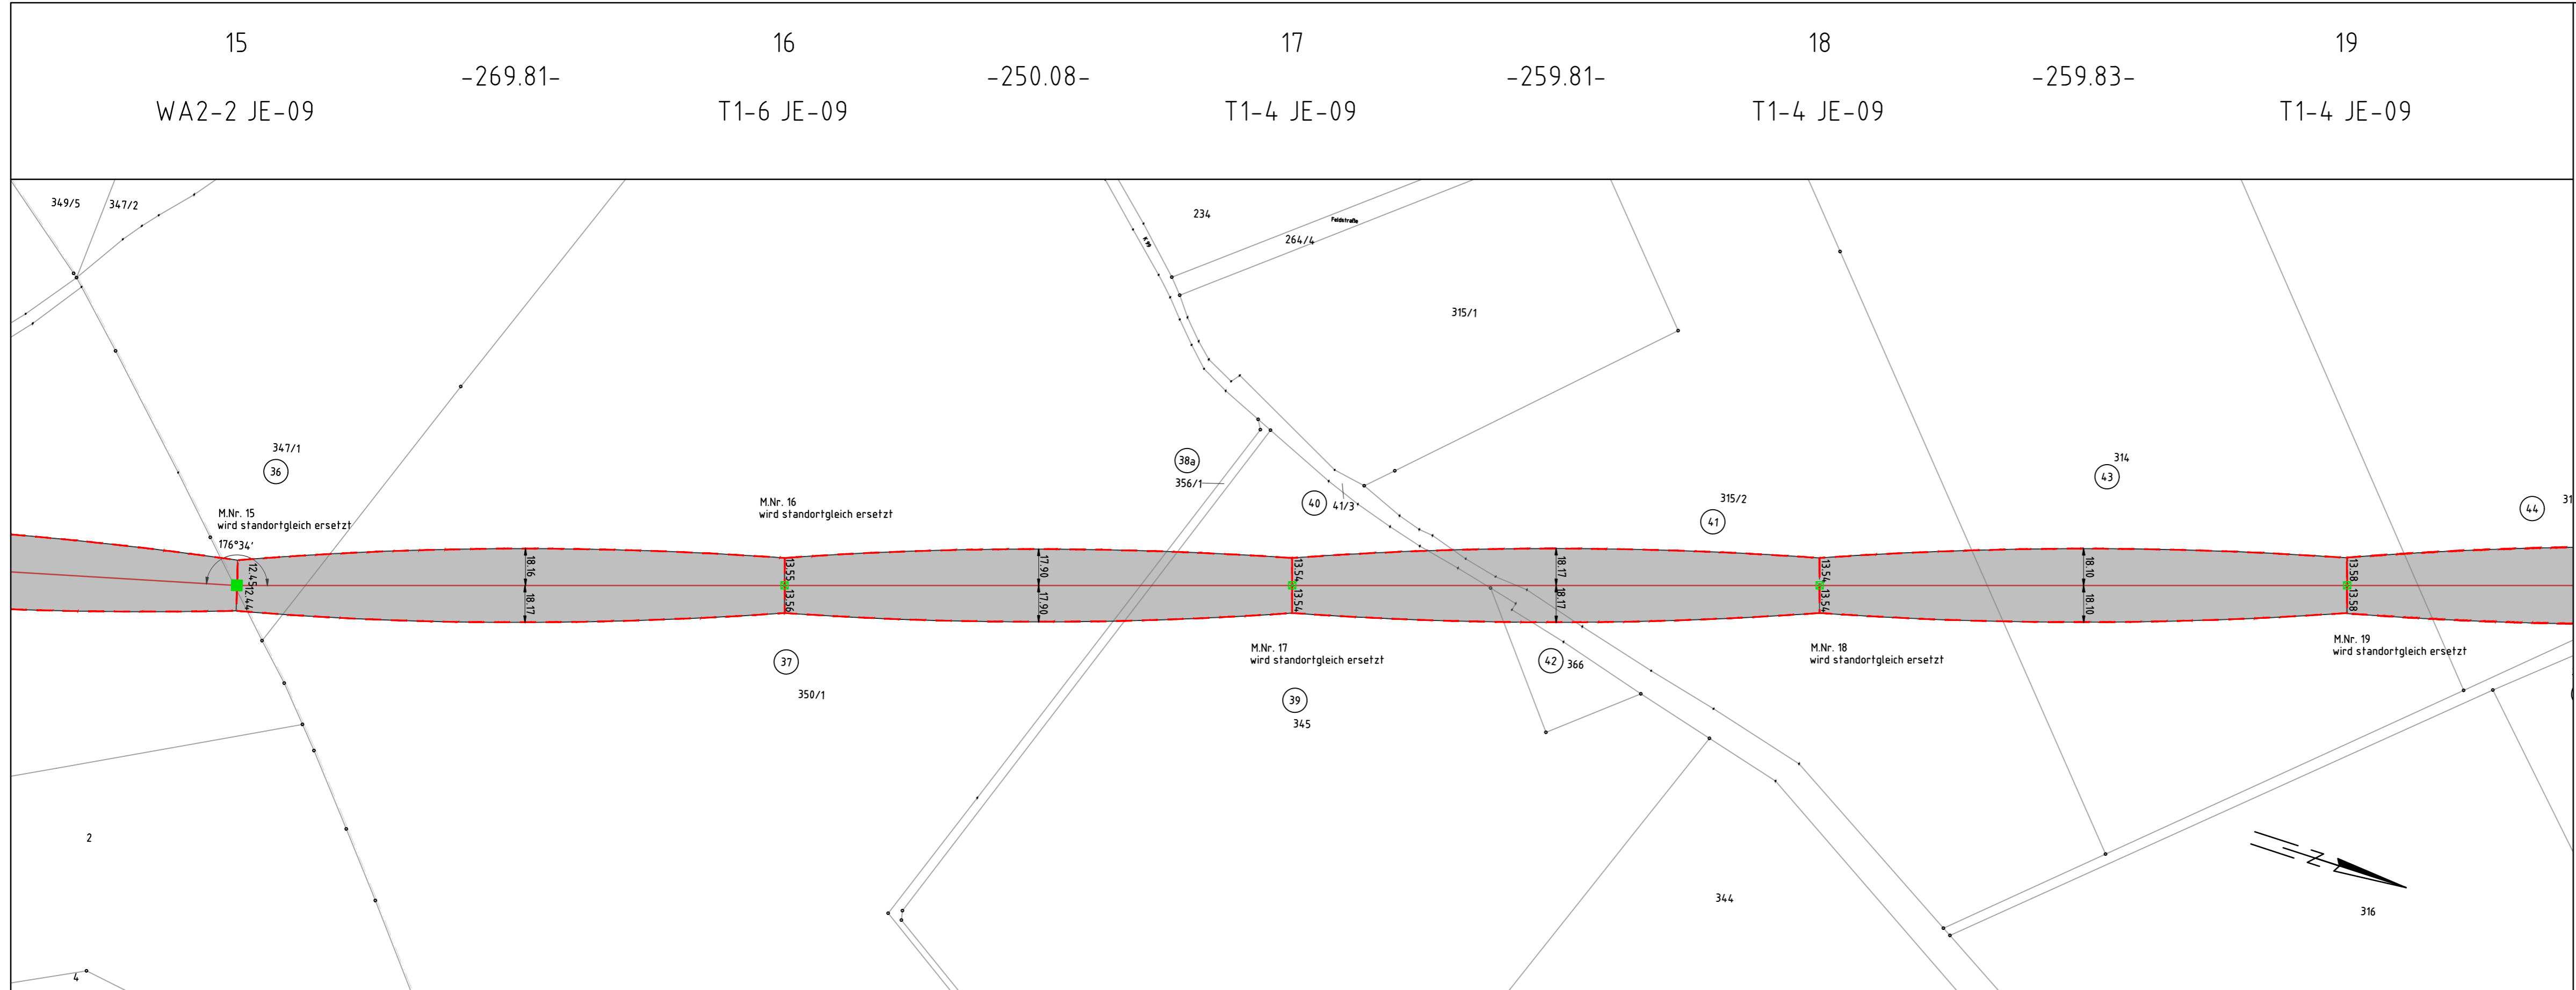 15
16
17
18
19
-269.81-
-250.08-
-259.81-
-259.83-
WA2-2 JE-09
T1-6 JE-09
T1-4 JE-09
T1-4 JE-09
T1-4 JE-09
349/5
347/2
234
Feldstraße
264/4
K 99
315/1
347/1
36
38a
356/1
40
41/3
315/2
41
314
43
44
31
M.Nr. 15
wird standortgleich ersetzt
M.Nr. 16
wird standortgleich ersetzt
176°34'
12.45
12.44
18.16
18.17
13.55
13.56
17.90
17.90
13.54
13.54
18.17
18.17
13.54
13.54
18.10
18.10
13.58
13.58
M.Nr. 17
wird standortgleich ersetzt
M.Nr. 18
wird standortgleich ersetzt
M.Nr. 19
wird standortgleich ersetzt
37
350/1
39
345
42
366
2
4
344
316
N